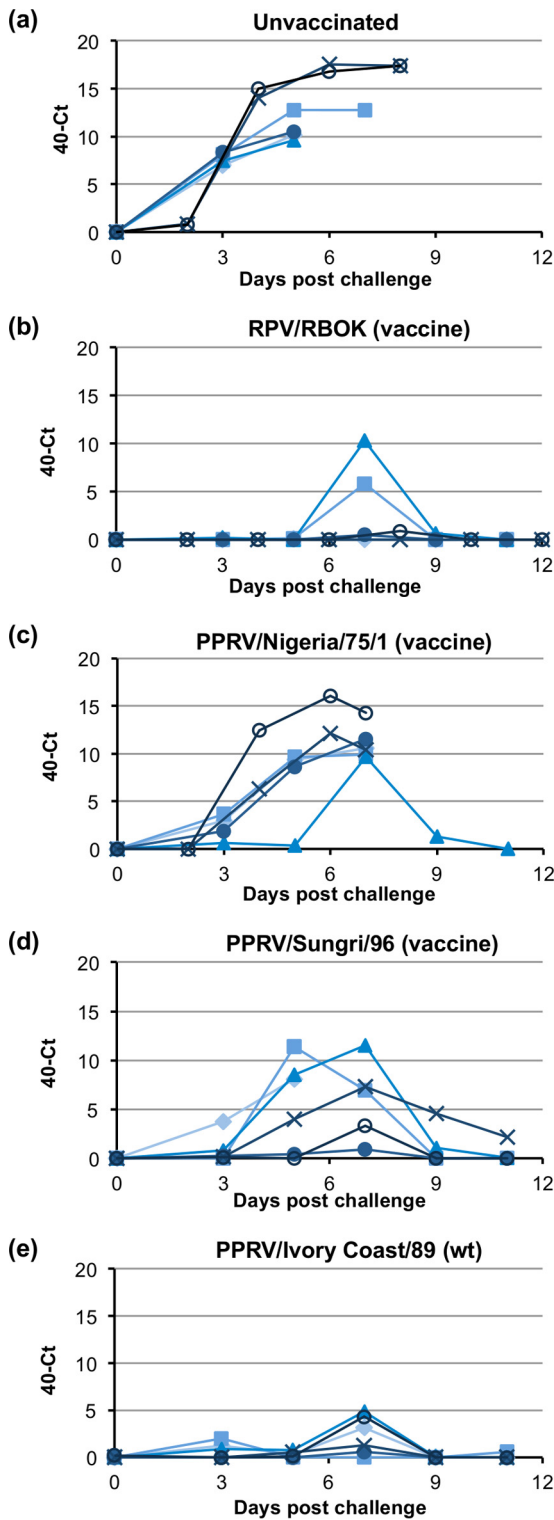 (a)
Unvaccinated
20
15
10
5
0
40-Ct
0 3 6 9 12
Days post challenge
(b)
RPV/RBOK (vaccine)
20
15
10
5
0
40-Ct
0 3 6 9 12
Days post challenge
(c)
PPRV/Nigeria/75/1 (vaccine)
20
15
10
5
0
40-Ct
0 3 6 9 12
Days post challenge
(d)
PPRV/Sungri/96 (vaccine)
20
15
10
5
0
40-Ct
0 3 6 9 12
Days post challenge
(e)
PPRV/Ivory Coast/89 (wt)
20
15
10
5
0
40-Ct
0 3 6 9 12
Days post challenge